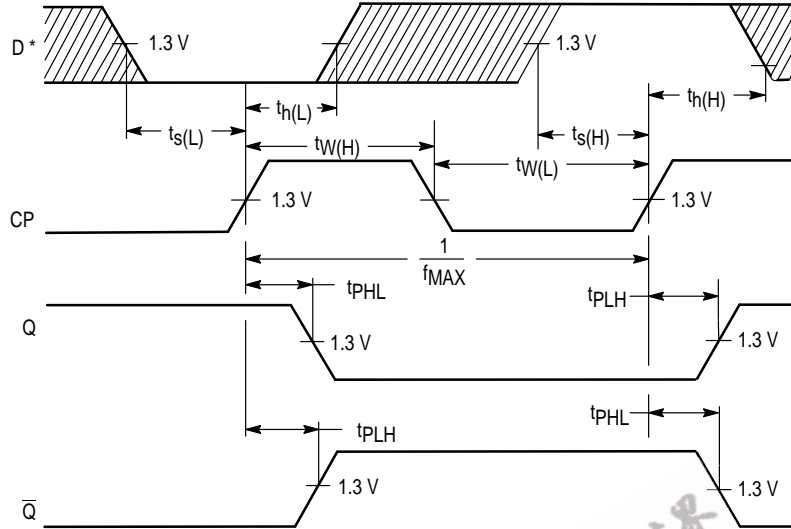 D *
1.3 V
1.3 V
th(L)
th(H)
ts(L)
ts(H)
tW(H)
tW(L)
CP
1.3 V
1.3 V
1
fMAX
tPHL
tPLH
Q
1.3 V
1.3 V
tPLH
tPHL
Q̅
1.3 V
1.3 V